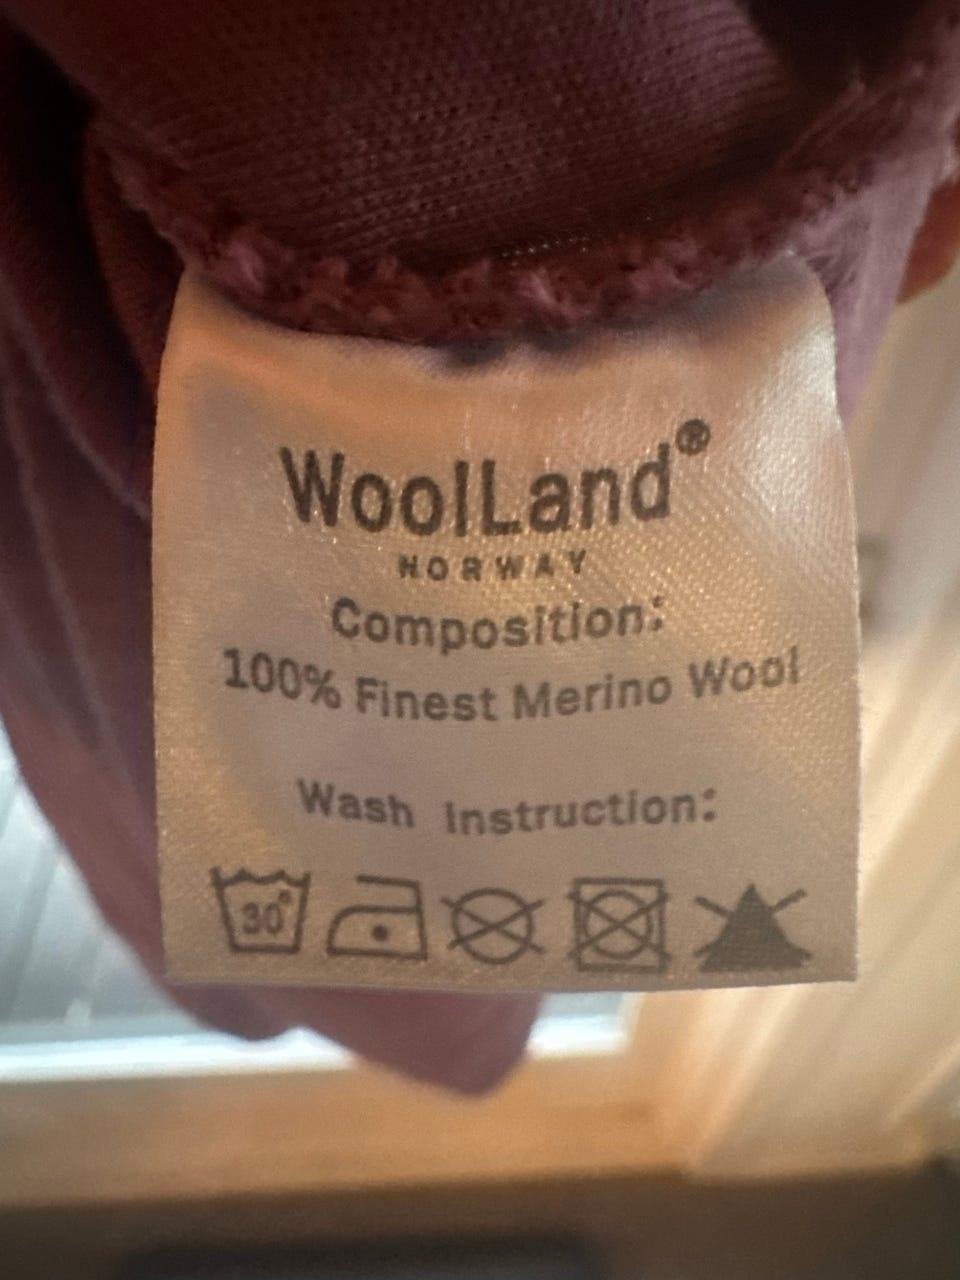 WoolLand®
NORWAY
Composition:
100% Finest Merino Wool
Wash Instruction:
30°